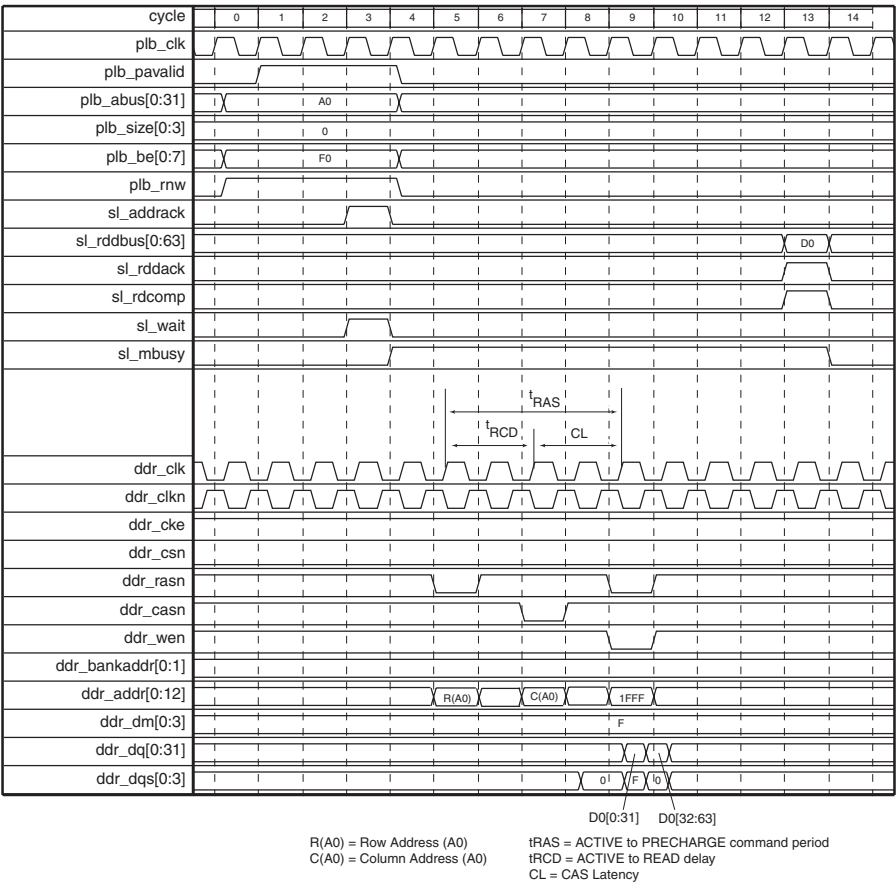 cycle 0 1 2 3 4 5 6 7 8 9 10 11 12 13 14
plb_clk
plb_pavalid
plb_abus[0:31] A0
plb_size[0:3] 0
plb_be[0:7] F0
plb_rnw
sl_addrack
sl_rddbus[0:63] D0
sl_rddack
sl_rdcomp
sl_wait
sl_mbusy
tRAS
tRCD CL
ddr_clk
ddr_clkn
ddr_cke
ddr_csn
ddr_rasn
ddr_casn
ddr_wen
ddr_bankaddr[0:1]
ddr_addr[0:12] R(A0) C(A0) 1FFF
ddr_dm[0:3] F
ddr_dq[0:31]
ddr_dqs[0:3] 0 F 0
D0[0:31] D0[32:63]
R(A0) = Row Address (A0) tRAS = ACTIVE to PRECHARGE command period
C(A0) = Column Address (A0) tRCD = ACTIVE to READ delay
CL = CAS Latency